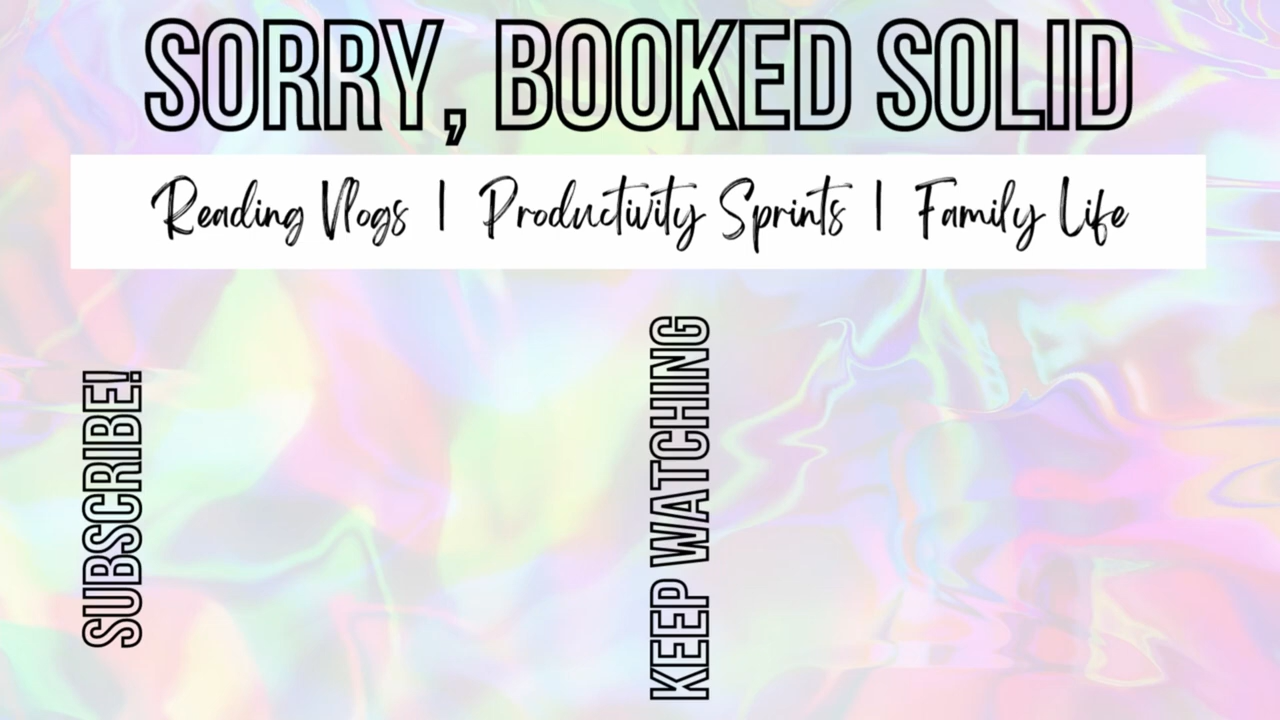 SORRY, BOOKED SOLID
Reading Vlogs | Productivity Sprints | Family Life
SUBSCRIBE!
KEEP WATCHING